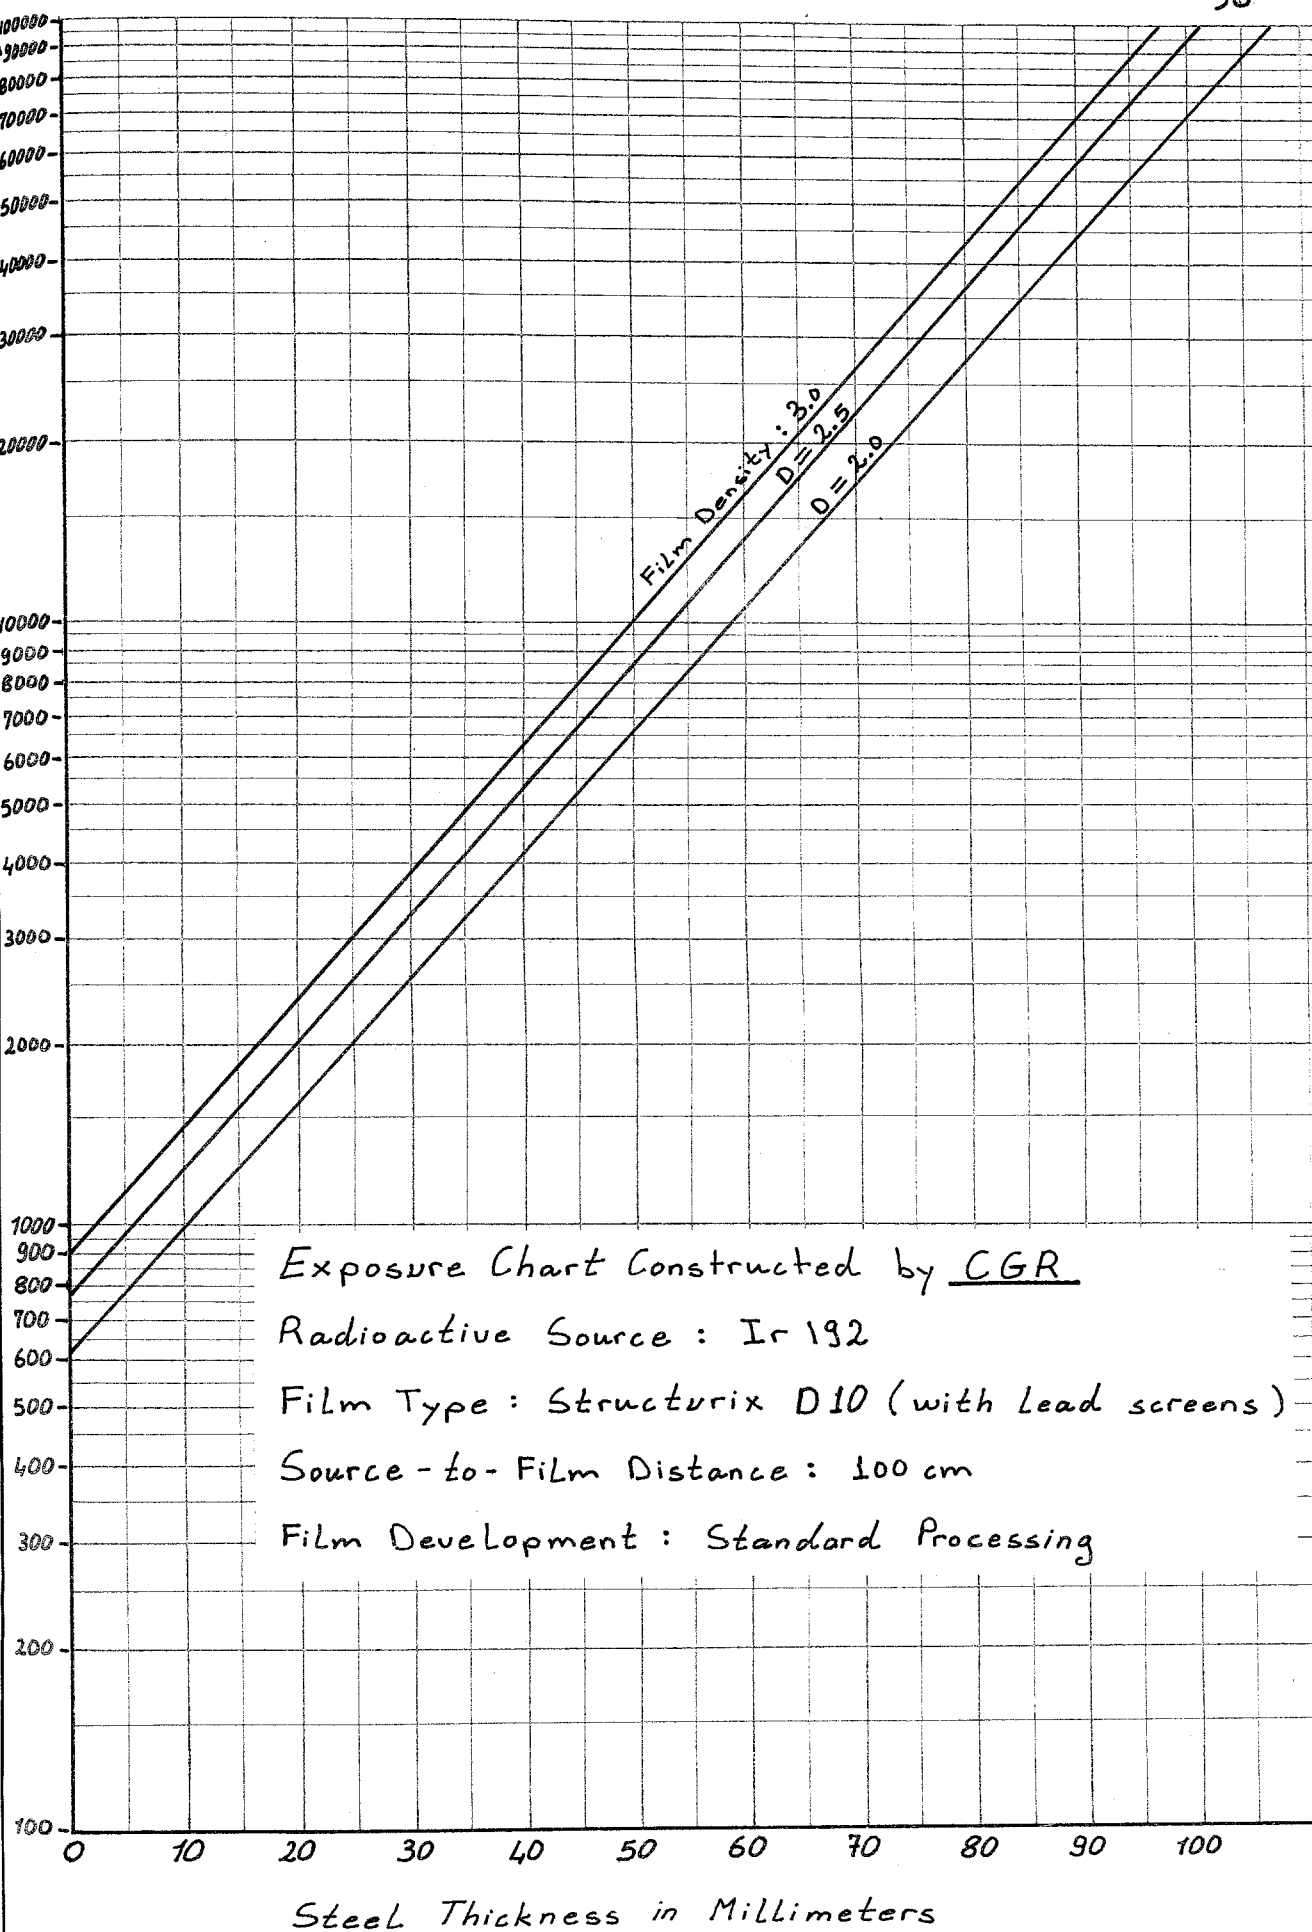 100000
90000
80000
70000
60000
50000
40000
30000
20000
10000
9000
8000
7000
6000
5000
4000
3000
2000
1000
900
800
700
600
500
400
300
200
100
Film Density : 3.0
D = 2.5
D = 2.0
Exposure Chart Constructed by CGR
Radioactive Source : Ir 192
Film Type : Structurix D10 (with Lead screens)
Source-to-Film Distance : 100 cm
Film Development : Standard Processing
0 10 20 30 40 50 60 70 80 90 100
Steel Thickness in Millimeters